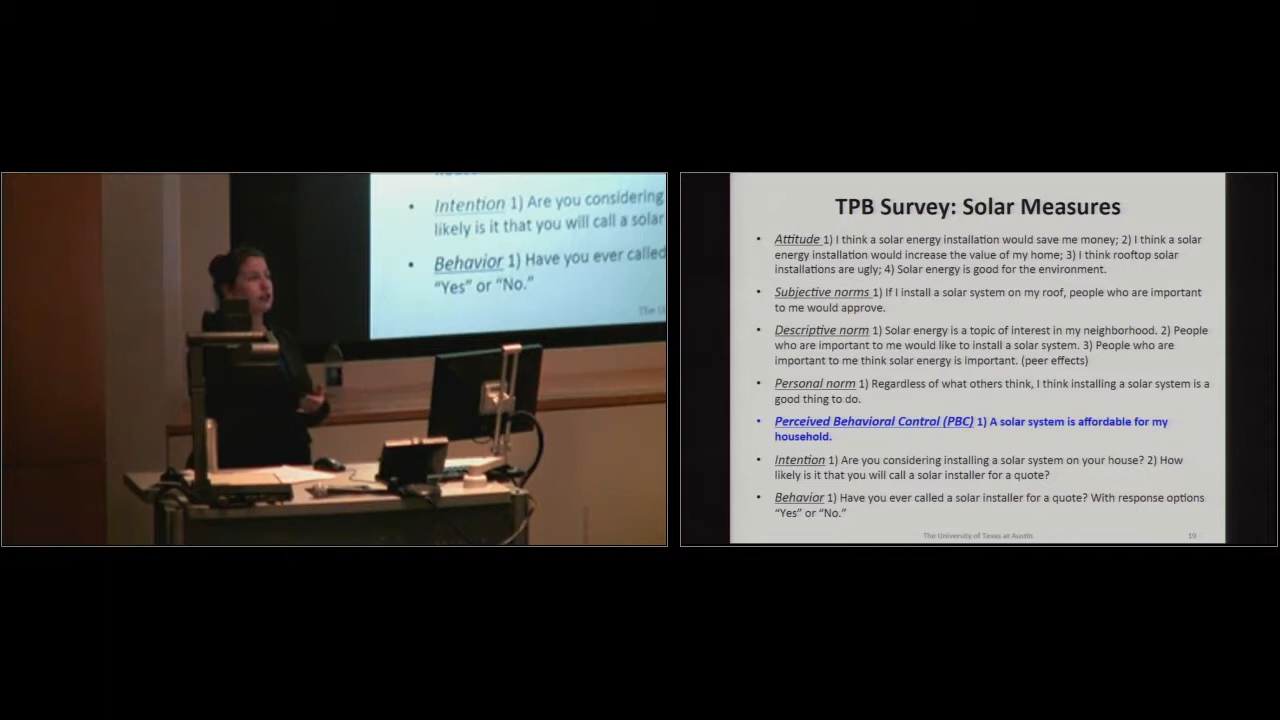 Intention 1) Are you considering
likely is it that you will call a solar
Behavior 1) Have you ever called
"Yes" or "No."
TPB Survey: Solar Measures
• Attitude 1) I think a solar energy installation would save me money; 2) I think a solar
energy installation would increase the value of my home; 3) I think rooftop solar
installations are ugly; 4) Solar energy is good for the environment.
• Subjective norms 1) If I install a solar system on my roof, people who are important
to me would approve.
• Descriptive norm 1) Solar energy is a topic of interest in my neighborhood. 2) People
who are important to me would like to install a solar system. 3) People who are
important to me think solar energy is important. (peer effects)
• Personal norm 1) Regardless of what others think, I think installing a solar system is a
good thing to do.
• Perceived Behavioral Control (PBC) 1) A solar system is affordable for my
household.
• Intention 1) Are you considering installing a solar system on your house? 2) How
likely is it that you will call a solar installer for a quote?
• Behavior 1) Have you ever called a solar installer for a quote? With response options
"Yes" or "No."
The University of Texas at Austin
19